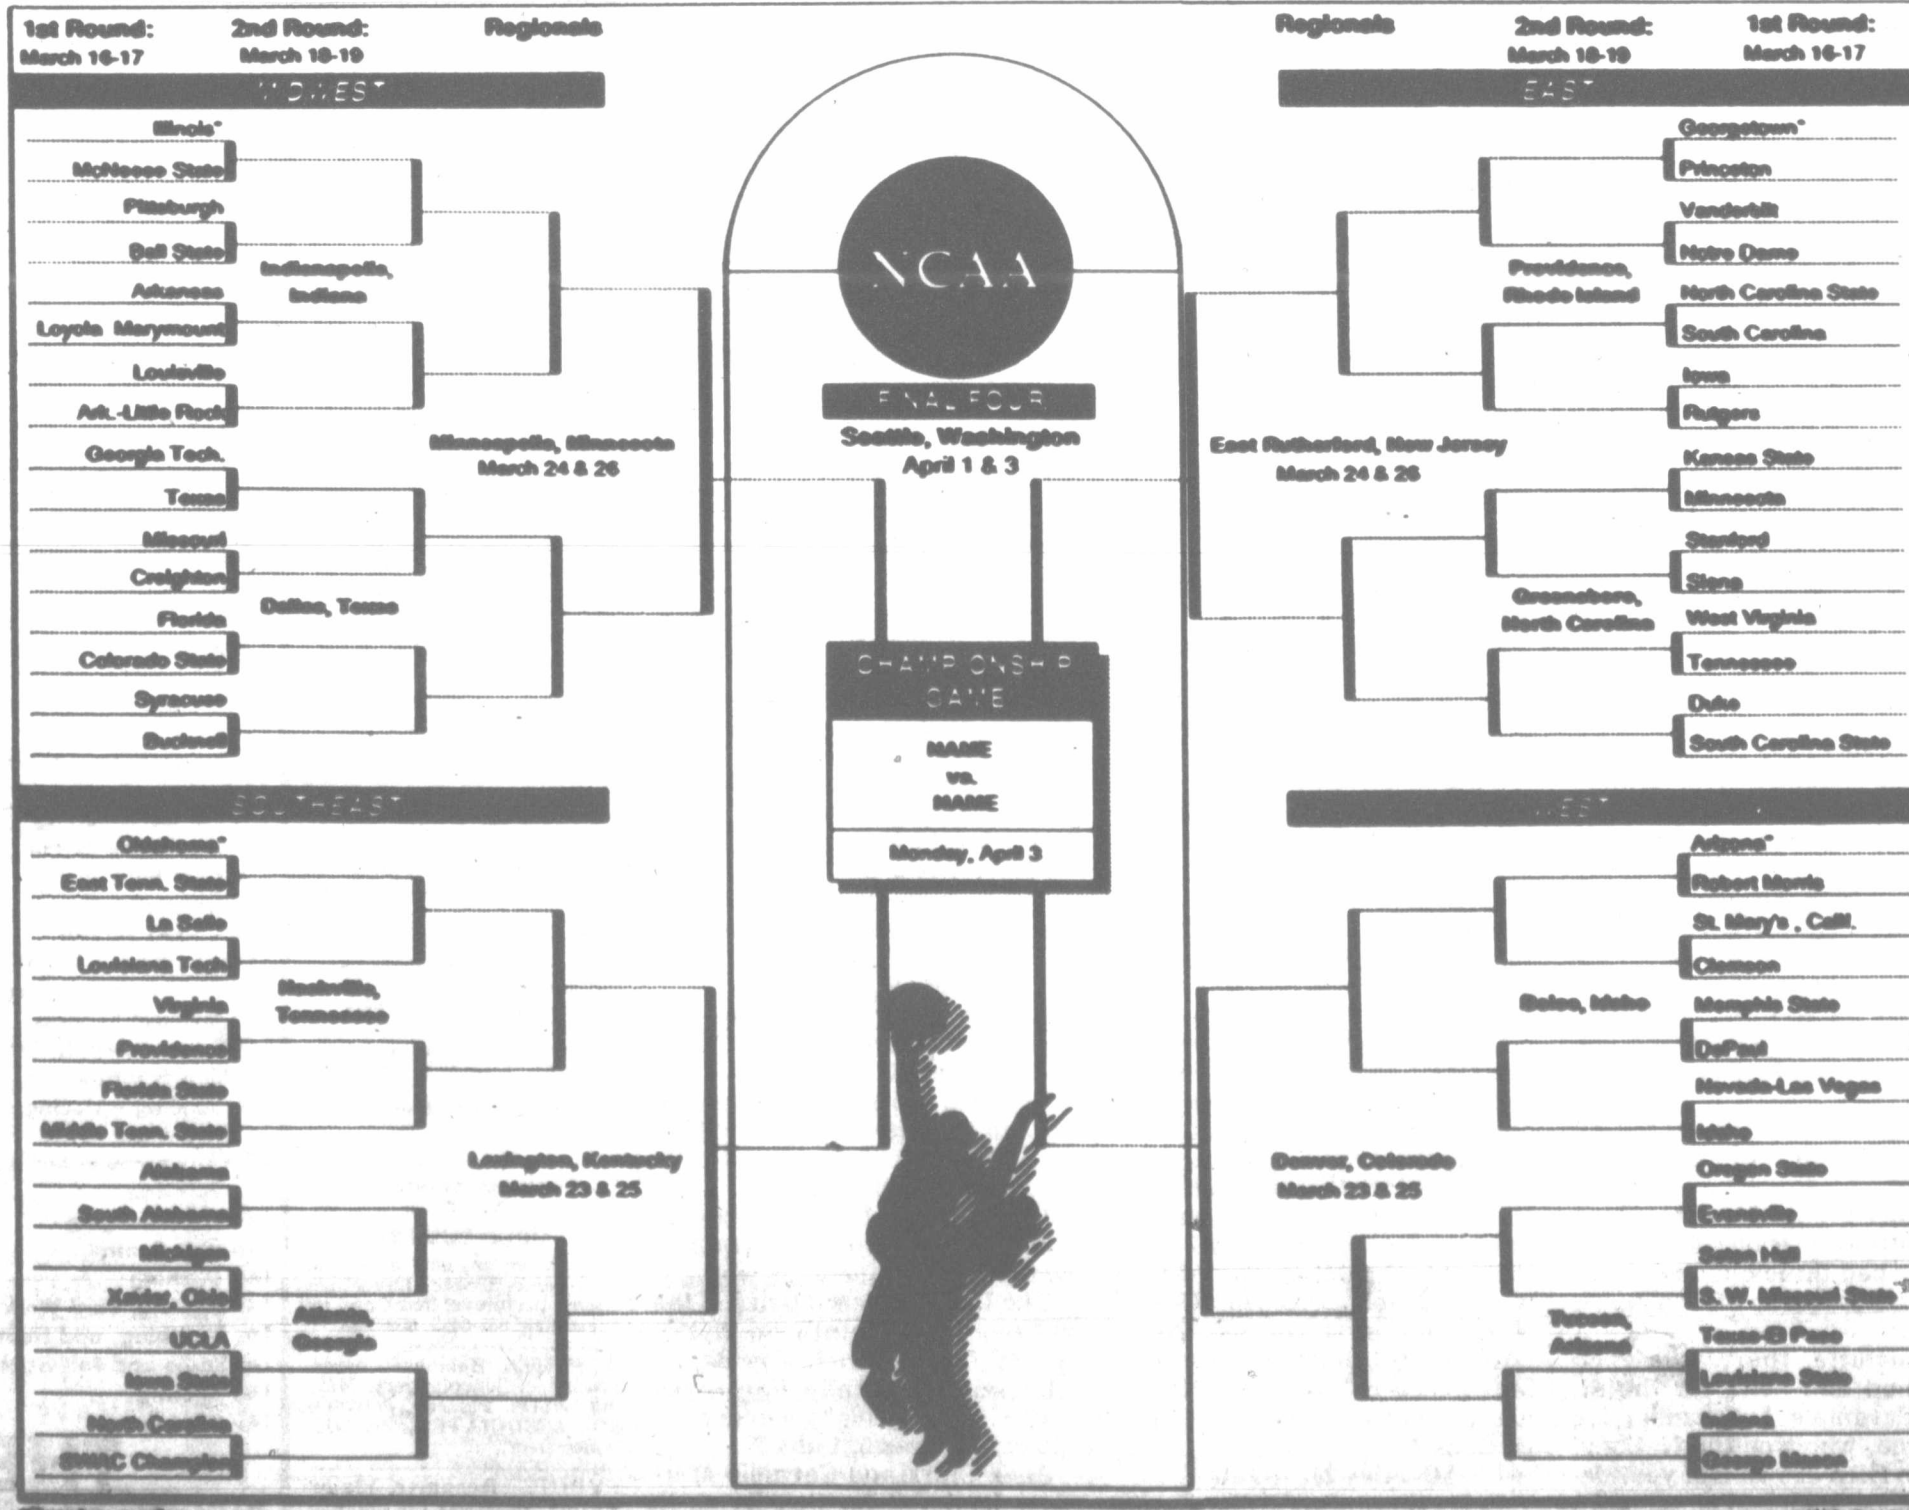 1st Round:
March 16-17
2nd Round:
March 18-19
Regionals
MIDWEST
Illinois*
McNeese State
Pittsburgh
Ball State
Arkansas
Loyola Marymount
Louisville
Ark.-Little Rock
Georgia Tech.
Texas
Missouri
Creighton
Florida
Colorado State
Syracuse
Bucknell
Indianapolis,
Indiana
Dallas, Texas
Minneapolis, Minnesota
March 24 & 26
SOUTHEAST
Oklahoma*
East Tenn. State
La Salle
Louisiana Tech
Virginia
Providence
Florida State
Middle Tenn. State
Alabama
South Alabama
Michigan
Xavier, Ohio
UCLA
Iowa State
North Carolina
SWAC Champion
Nashville,
Tennessee
Atlanta,
Georgia
Lexington, Kentucky
March 23 & 25
NCAA
FINAL FOUR
Seattle, Washington
April 1 & 3
CHAMPIONSHIP
GAME
NAME
vs.
NAME
Monday, April 3
Regionals
2nd Round:
March 18-19
1st Round:
March 16-17
EAST
Georgetown*
Princeton
Vanderbilt
Notre Dame
North Carolina State
South Carolina
Iowa
Rutgers
Kansas State
Minnesota
Stanford
Siena
West Virginia
Tennessee
Duke
South Carolina State
Providence,
Rhode Island
Greensboro,
North Carolina
East Rutherford, New Jersey
March 24 & 26
WEST
Arizona*
Robert Morris
St. Mary's , Calif.
Clemson
Memphis State
DePaul
Nevada-Las Vegas
Idaho
Oregon State
Evansville
Seton Hall
S. W. Missouri State
Texas-El Paso
Louisiana State
Indiana
George Mason
Boise, Idaho
Tucson,
Arizona
Denver, Colorado
March 23 & 25